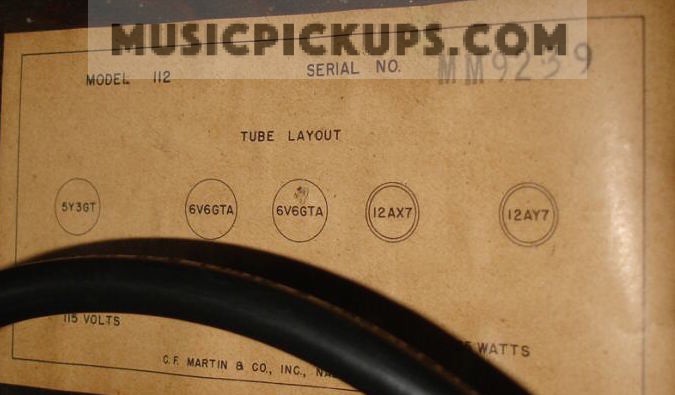 MUSICPICKUPS.COM
MODEL 112 SERIAL NO. MM9239
TUBE LAYOUT
5Y3GT 6V6GTA 6V6GTA 12AX7 12AY7
115 VOLTS WATTS
C. F. MARTIN & CO., INC.,